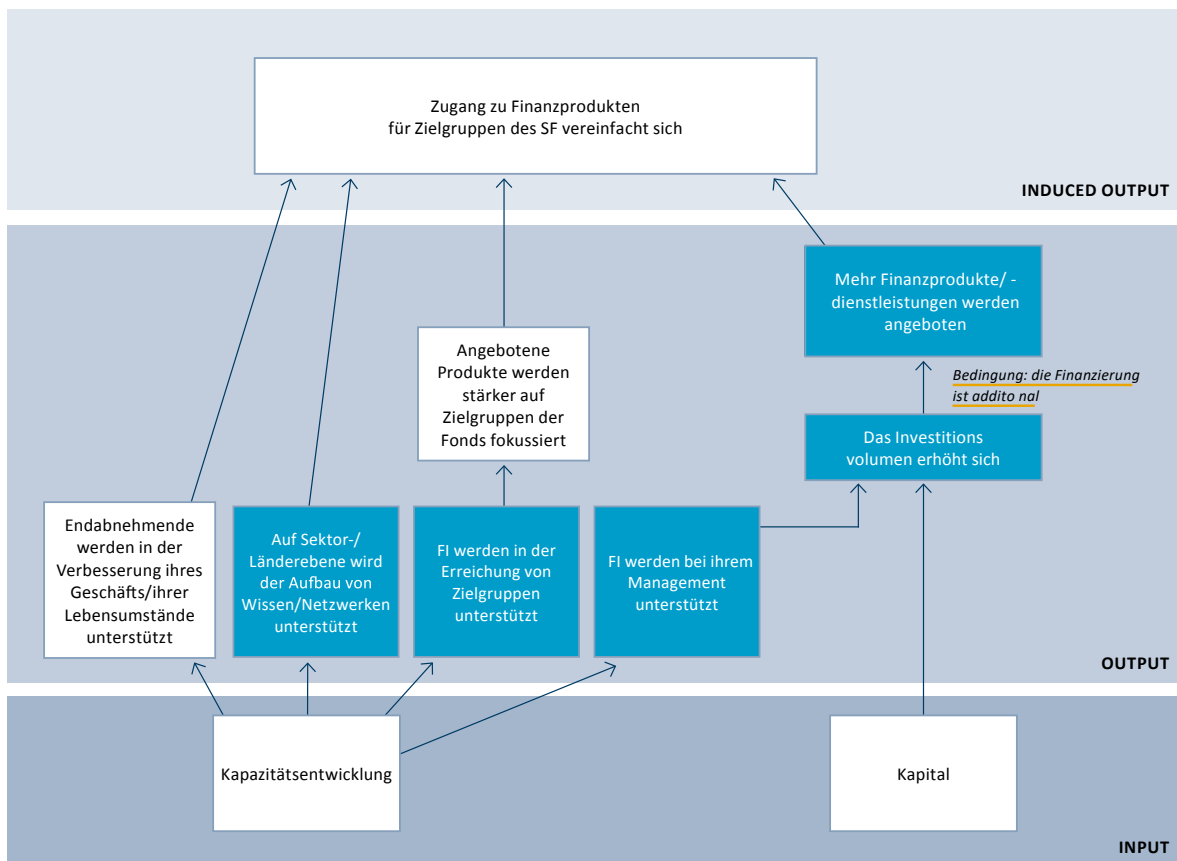 Zugang zu Finanzprodukten
für Zielgruppen des SF vereinfacht sich
INDUCED OUTPUT
Mehr Finanzprodukte/ -
dienstleistungen werden
angeboten
Angebotene
Produkte werden
stärker auf
Zielgruppen der
Fonds fokussiert
Bedingung: die Finanzierung
ist addito nal
Das Investitions
volumen erhöht sich
Endabnehmende
werden in der
Verbesserung ihres
Geschäfts/ihrer
Lebensumstände
unterstützt
Auf Sektor-/
Länderebene wird
der Aufbau von
Wissen/Netzwerken
unterstützt
FI werden in der
Erreichung von
Zielgruppen
unterstützt
FI werden bei ihrem
Management
unterstützt
OUTPUT
Kapazitätsentwicklung
Kapital
INPUT